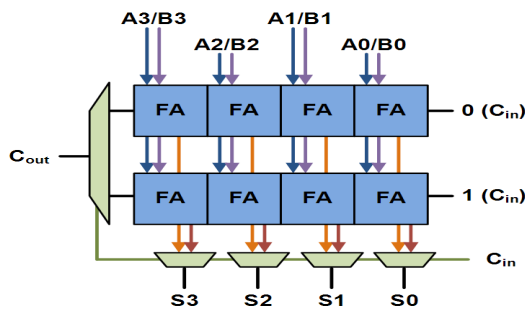 A3/B3
A1/B1
A2/B2
A0/B0
FA FA FA FA
0 (Cin)
Cout
FA FA FA FA
1 (Cin)
Cin
S3 S2 S1 S0